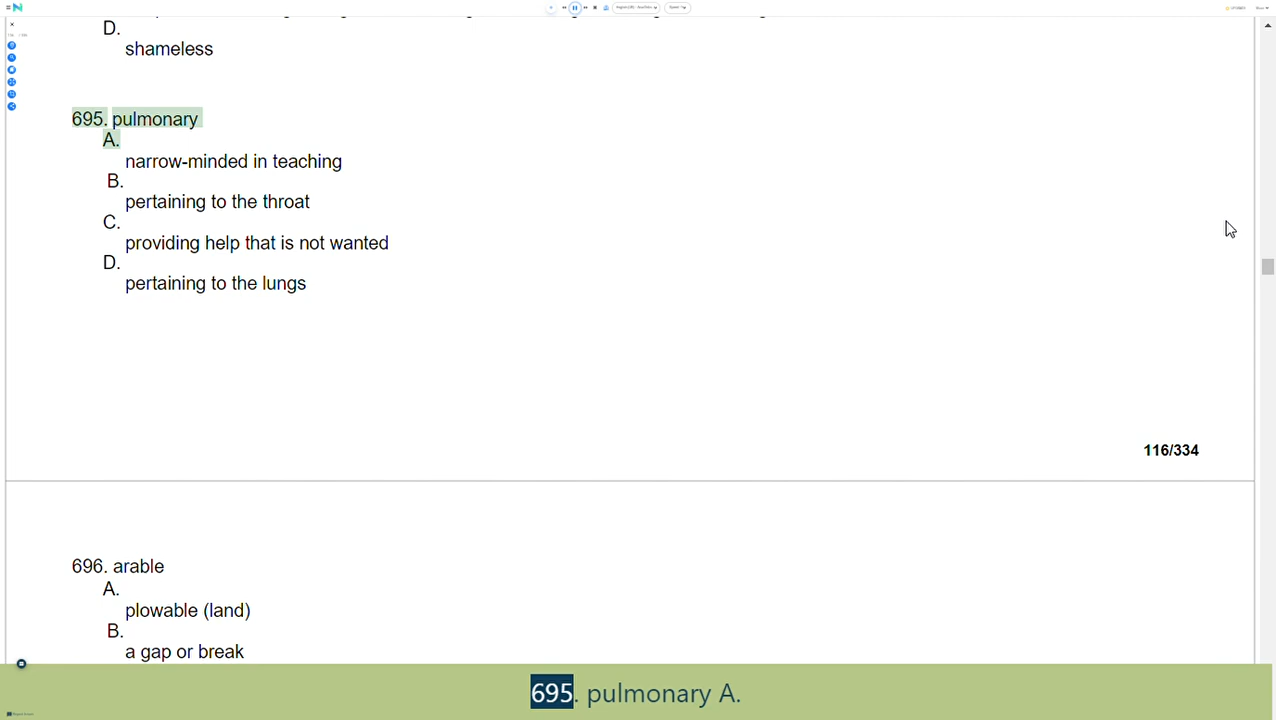 D.
shameless
695. pulmonary
A.
narrow-minded in teaching
B.
pertaining to the throat
C.
providing help that is not wanted
D.
pertaining to the lungs
116/334
696. arable
A.
plowable (land)
B.
a gap or break
695. pulmonary A.